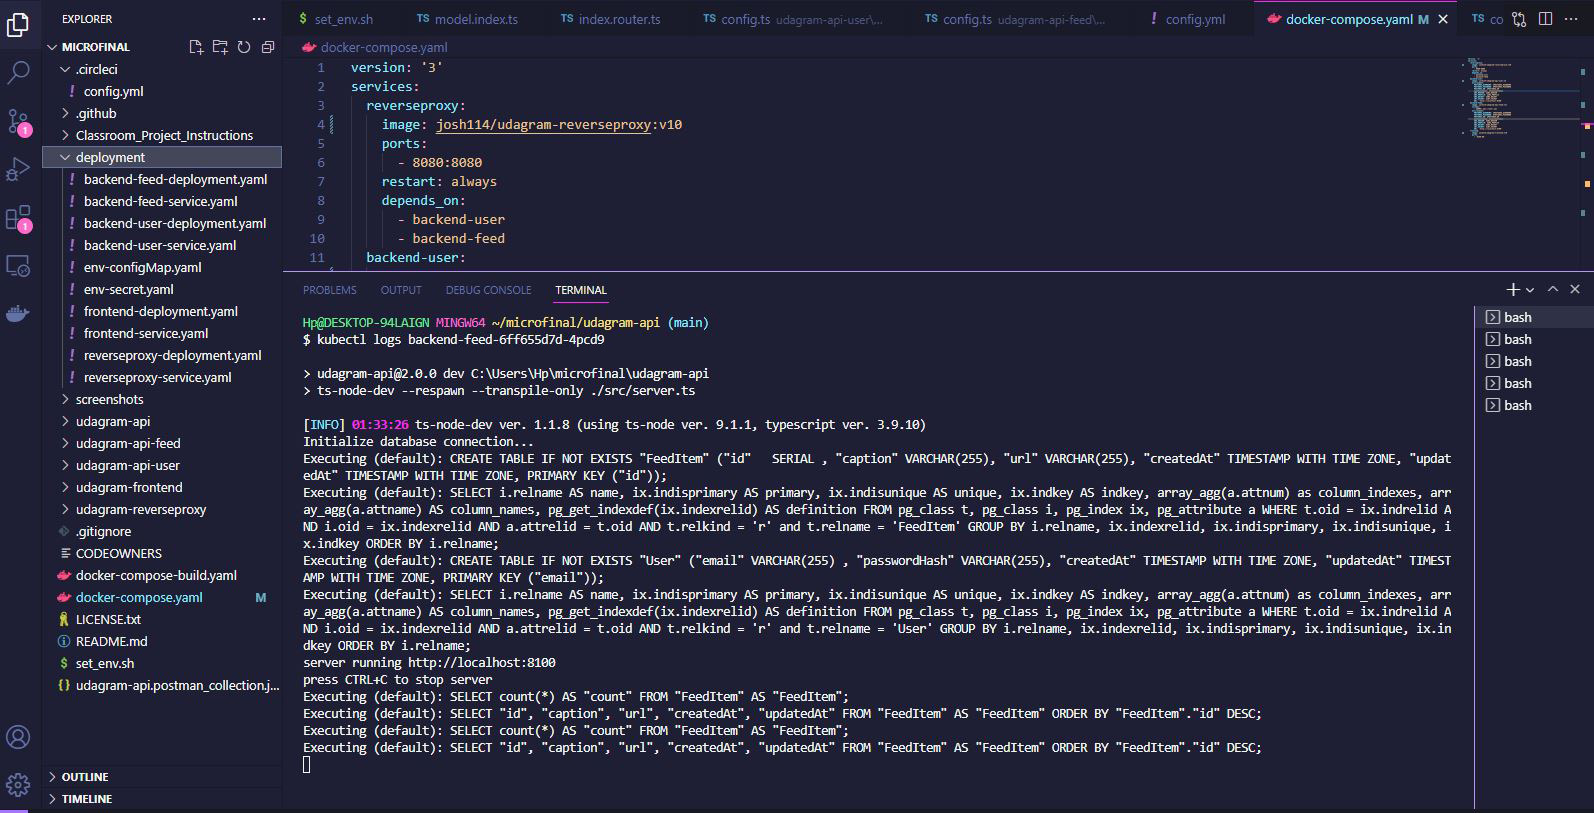 EXPLORER
MICROFINAL
.circleci
config.yml
.github
Classroom_Project_Instructions
deployment
backend-feed-deployment.yaml
backend-feed-service.yaml
backend-user-deployment.yaml
backend-user-service.yaml
env-configMap.yaml
env-secret.yaml
frontend-deployment.yaml
frontend-service.yaml
reverseproxy-deployment.yaml
reverseproxy-service.yaml
screenshots
udagram-api
udagram-api-feed
udagram-api-user
udagram-frontend
udagram-reverseproxy
.gitignore
CODEOWNERS
docker-compose-build.yaml
docker-compose.yaml M
LICENSE.txt
README.md
$ set_env.sh
{} udagram-api.postman_collection.j...
OUTLINE
TIMELINE
1
1
$ set_env.sh TS model.index.ts TS index.router.ts TS config.ts udagram-api-user\... TS config.ts udagram-api-feed\... ! config.yml docker-compose.yaml M TS co
docker-compose.yaml
1 version: '3'
2 services:
3 reverseproxy:
4 image: josh114/udagram-reverseproxy:v10
5 ports:
6 - 8080:8080
7 restart: always
8 depends_on:
9 - backend-user
10 - backend-feed
11 backend-user:
PROBLEMS OUTPUT DEBUG CONSOLE TERMINAL
Hp@DESKTOP-94LAIGN MINGW64 ~/microfinal/udagram-api (main)
$ kubectl logs backend-feed-6ff655d7d-4pcd9
> udagram-api@2.0.0 dev C:\Users\Hp\microfinal\udagram-api
> ts-node-dev --respawn --transpile-only ./src/server.ts
[INFO] 01:33:26 ts-node-dev ver. 1.1.8 (using ts-node ver. 9.1.1, typescript ver. 3.9.10)
Initialize database connection...
Executing (default): CREATE TABLE IF NOT EXISTS "FeedItem" ("id"   SERIAL , "caption" VARCHAR(255), "url" VARCHAR(255), "createdAt" TIMESTAMP WITH TIME ZONE, "updat
edAt" TIMESTAMP WITH TIME ZONE, PRIMARY KEY ("id"));
Executing (default): SELECT i.relname AS name, ix.indisprimary AS primary, ix.indisunique AS unique, ix.indkey AS indkey, array_agg(a.attnum) as column_indexes, arr
ay_agg(a.attname) AS column_names, pg_get_indexdef(ix.indexrelid) AS definition FROM pg_class t, pg_class i, pg_index ix, pg_attribute a WHERE t.oid = ix.indrelid A
ND i.oid = ix.indexrelid AND a.attrelid = t.oid AND t.relkind = 'r' and t.relname = 'FeedItem' GROUP BY i.relname, ix.indexrelid, ix.indisprimary, ix.indisunique, i
x.indkey ORDER BY i.relname;
Executing (default): CREATE TABLE IF NOT EXISTS "User" ("email" VARCHAR(255) , "passwordHash" VARCHAR(255), "createdAt" TIMESTAMP WITH TIME ZONE, "updatedAt" TIMEST
AMP WITH TIME ZONE, PRIMARY KEY ("email"));
Executing (default): SELECT i.relname AS name, ix.indisprimary AS primary, ix.indisunique AS unique, ix.indkey AS indkey, array_agg(a.attnum) as column_indexes, arr
ay_agg(a.attname) AS column_names, pg_get_indexdef(ix.indexrelid) AS definition FROM pg_class t, pg_class i, pg_index ix, pg_attribute a WHERE t.oid = ix.indrelid A
ND i.oid = ix.indexrelid AND a.attrelid = t.oid AND t.relkind = 'r' and t.relname = 'User' GROUP BY i.relname, ix.indexrelid, ix.indisprimary, ix.indisunique, ix.in
dkey ORDER BY i.relname;
server running http://localhost:8100
press CTRL+C to stop server
Executing (default): SELECT count(*) AS "count" FROM "FeedItem" AS "FeedItem";
Executing (default): SELECT "id", "caption", "url", "createdAt", "updatedAt" FROM "FeedItem" AS "FeedItem" ORDER BY "FeedItem"."id" DESC;
Executing (default): SELECT count(*) AS "count" FROM "FeedItem" AS "FeedItem";
Executing (default): SELECT "id", "caption", "url", "createdAt", "updatedAt" FROM "FeedItem" AS "FeedItem" ORDER BY "FeedItem"."id" DESC;
bash
bash
bash
bash
bash